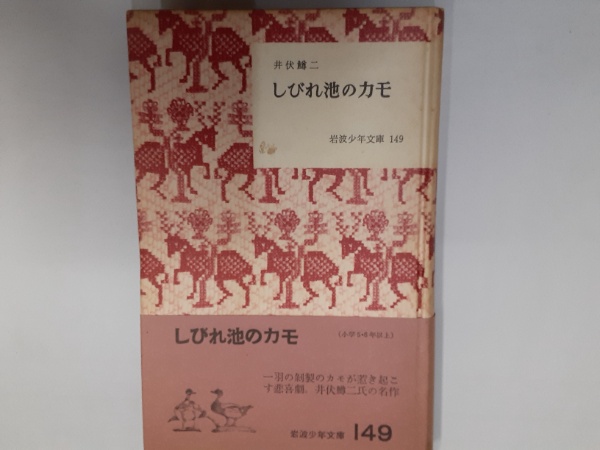 井伏鱒二
しびれ池のカモ
岩波少年文庫 149
しびれ池のカモ
(小学5・6年以上)
一羽の剝製のカモが惹き起こ
す悲喜劇。井伏鱒二氏の名作
岩波少年文庫 149